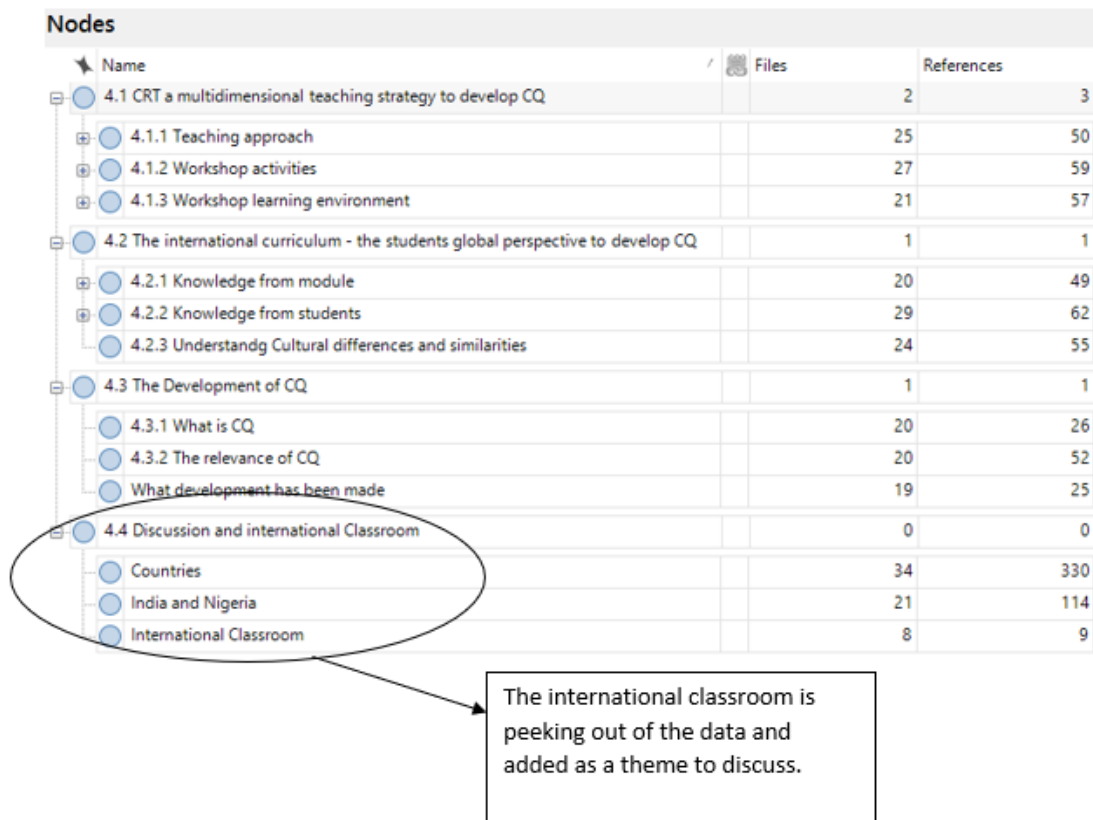 Nodes
Name Files References
4.1 CRT a multidimensional teaching strategy to develop CQ 2 3
4.1.1 Teaching approach 25 50
4.1.2 Workshop activities 27 59
4.1.3 Workshop learning environment 21 57
4.2 The international curriculum - the students global perspective to develop CQ 1 1
4.2.1 Knowledge from module 20 49
4.2.2 Knowledge from students 29 62
4.2.3 Understandg Cultural differences and similarities 24 55
4.3 The Development of CQ 1 1
4.3.1 What is CQ 20 26
4.3.2 The relevance of CQ 20 52
What development has been made 19 25
4.4 Discussion and international Classroom 0 0
Countries 34 330
India and Nigeria 21 114
International Classroom 8 9
The international classroom is
peeking out of the data and
added as a theme to discuss.